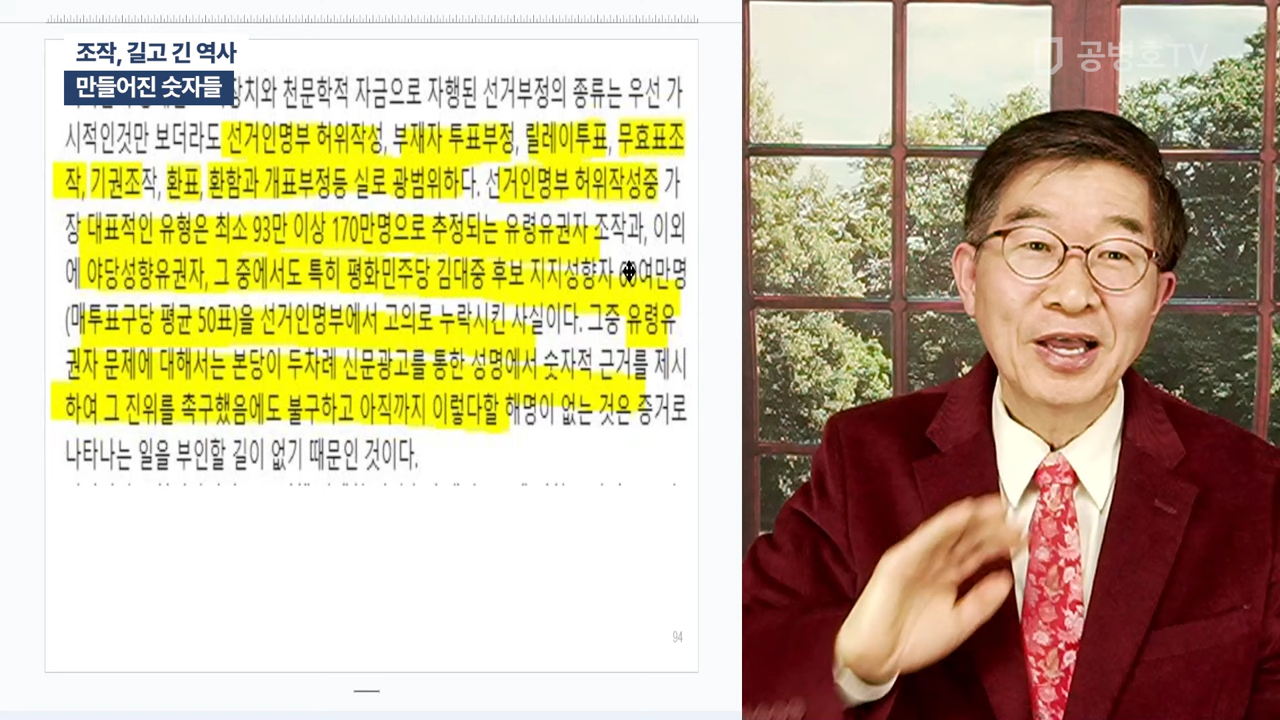 조작, 길고 긴 역사
만들어진 숫자들
장치와 천문학적 자금으로 자행된 선거부정의 종류는 우선 가
시적인것만 보더라도 선거인명부 허위작성, 부재자 투표부정, 릴레이투표, 무효표조
작, 기권조작, 환표, 환함과 개표부정등 실로 광범위하다. 선거인명부 허위작성중 가
장 대표적인 유형은 최소 93만 이상 170만명으로 추정되는 유령유권자 조작과, 이외
에 야당성향유권자, 그 중에서도 특히 평화민주당 김대중 후보 지지성향자 여만명
(매투표구당 평균 50표)을 선거인명부에서 고의로 누락시킨 사실이다. 그중 유령유
권자 문제에 대해서는 본당이 두차례 신문광고를 통한 성명에서 숫자적 근거를 제시
하여 그 진위를 촉구했음에도 불구하고 아직까지 이렇다할 해명이 없는 것은 증거로
나타나는 일을 부인할 길이 없기 때문인 것이다.
94
공병호TV